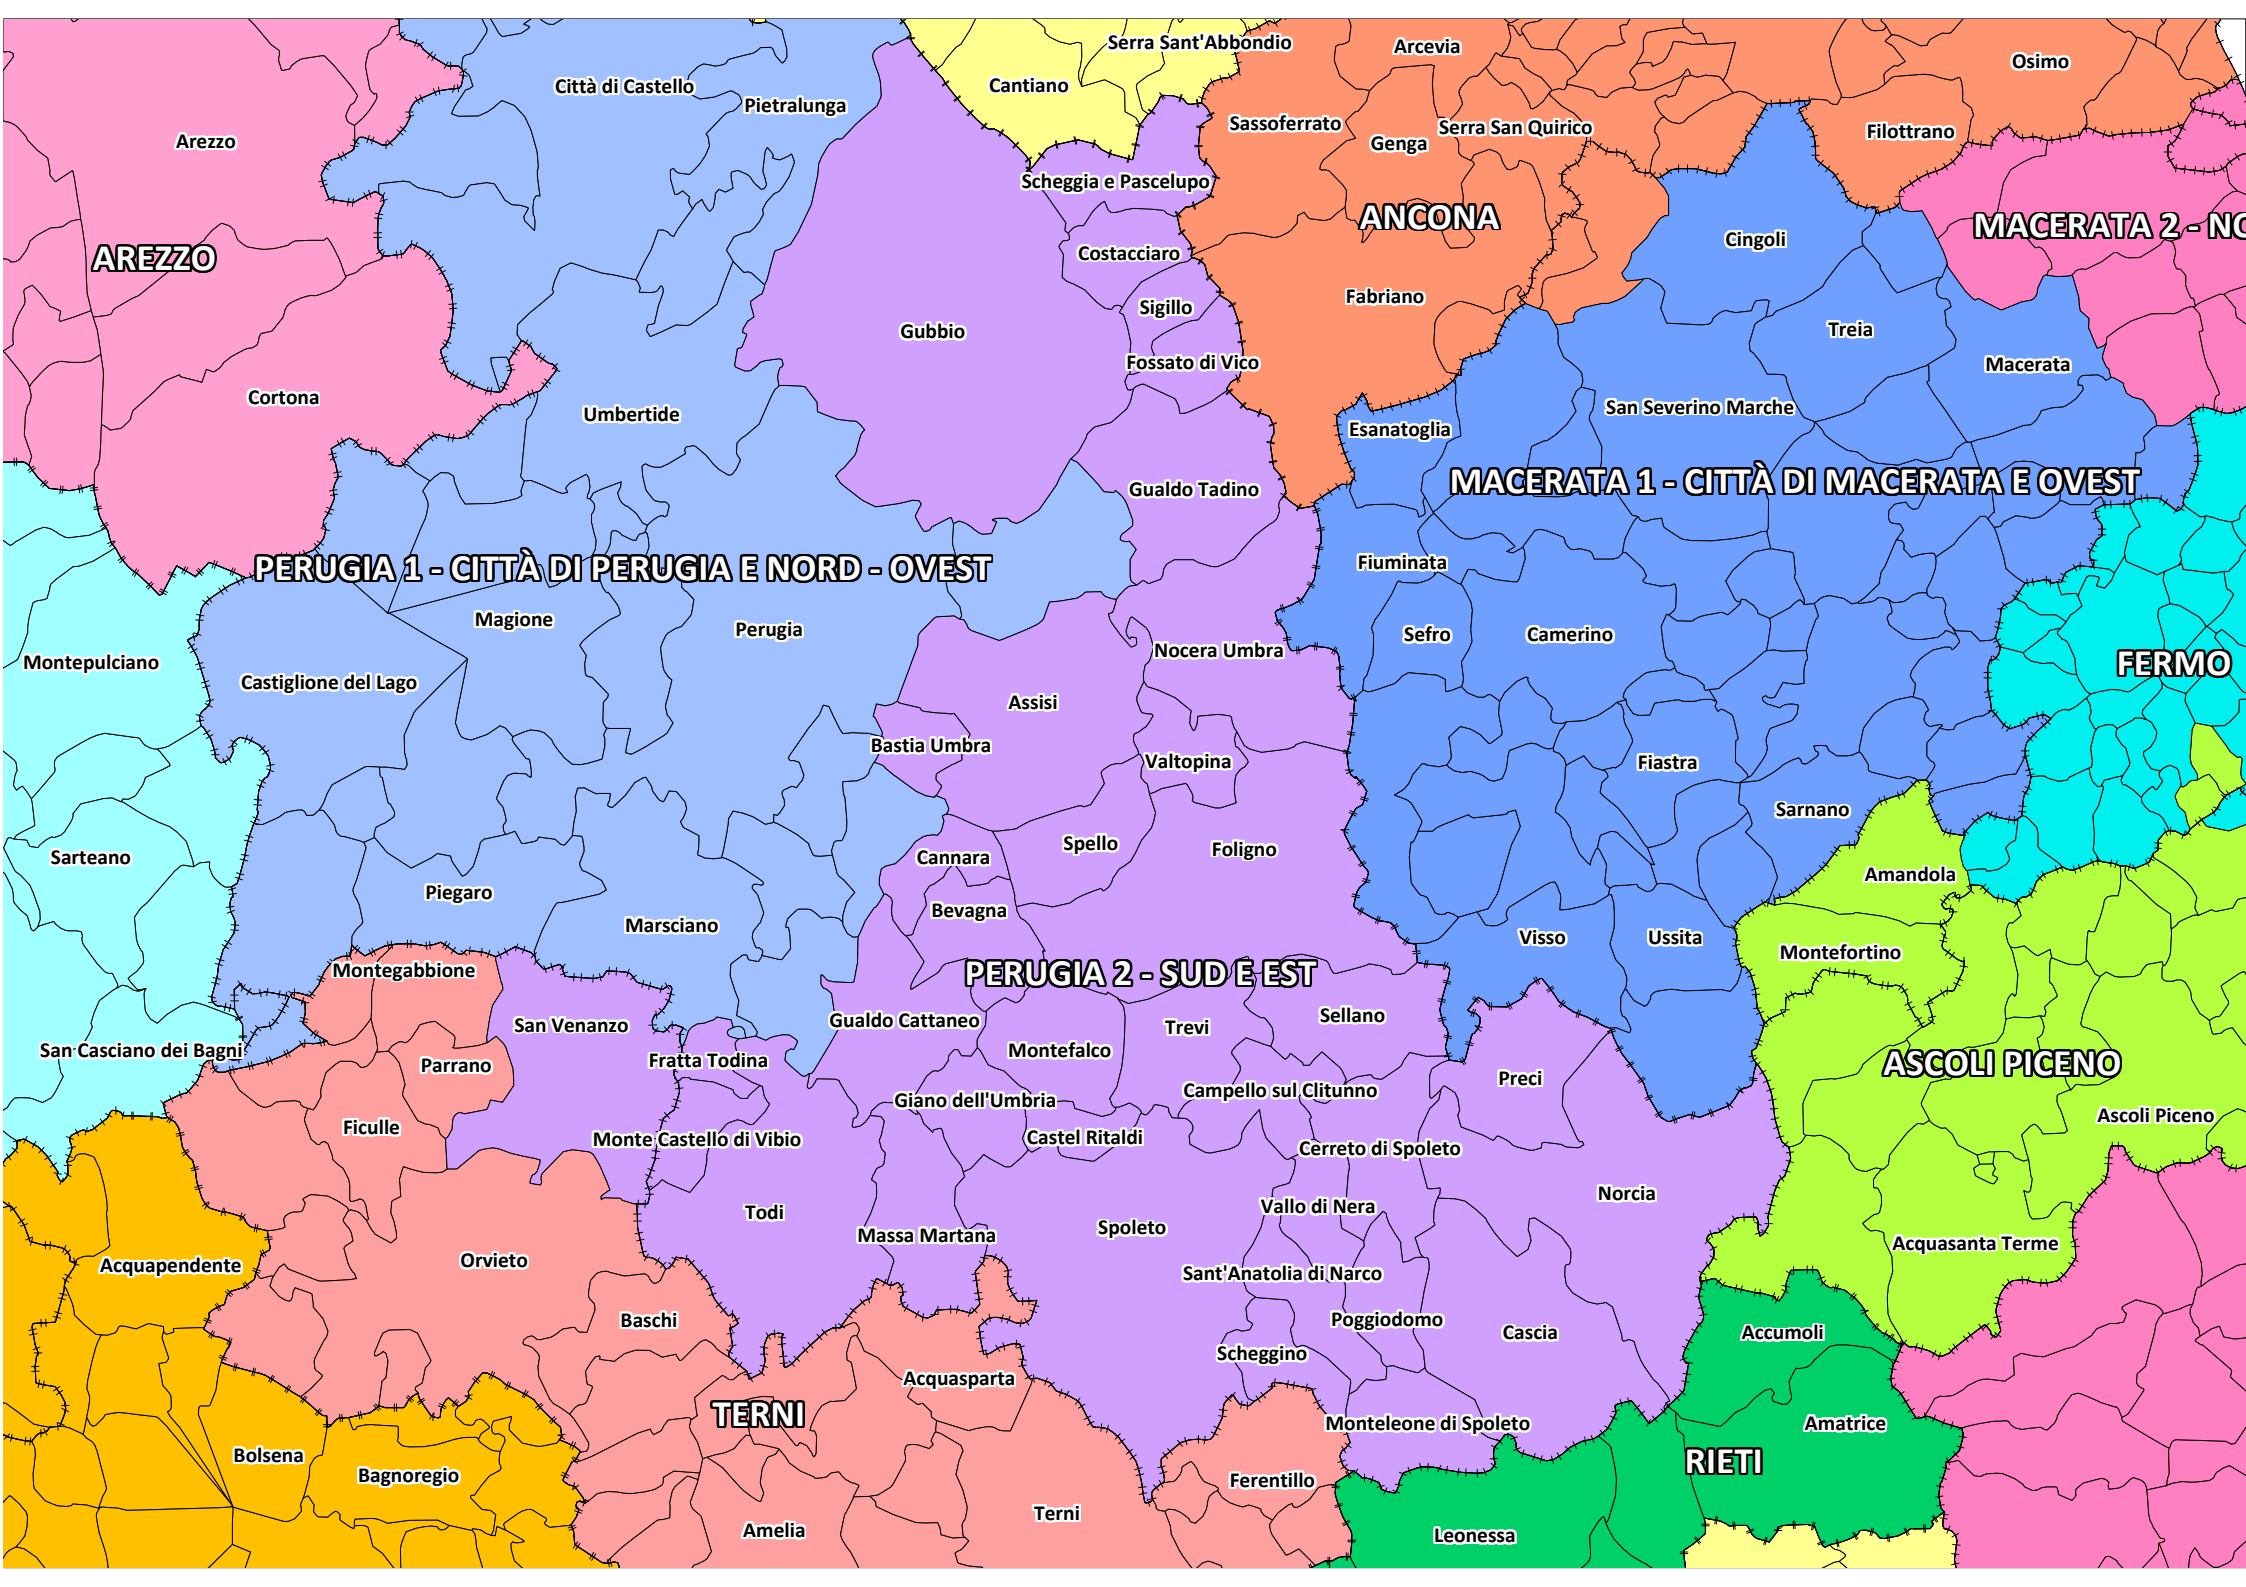 Serra Sant'Abbondio
Arcevia
Osimo
Città di Castello
Cantiano
Pietralunga
Sassoferrato
Serra San Quirico
Filottrano
Arezzo
Genga
Scheggia e Pascelupo
ANCONA
MACERATA 2 - NO
Cingoli
AREZZO
Costacciaro
Fabriano
Sigillo
Gubbio
Treia
Fossato di Vico
Macerata
Cortona
Umbertide
San Severino Marche
Esanatoglia
MACERATA 1 - CITTÀ DI MACERATA E OVEST
Gualdo Tadino
PERUGIA 1 - CITTÀ DI PERUGIA E NORD - OVEST
Fiuminata
Magione
Perugia
Sefro
Camerino
Nocera Umbra
Montepulciano
FERMO
Castiglione del Lago
Assisi
Bastia Umbra
Valtopina
Fiastra
Sarnano
Spello
Foligno
Sarteano
Cannara
Amandola
Piegaro
Bevagna
Marsciano
Visso
Ussita
Montefortino
Montegabbione
PERUGIA 2 - SUD E EST
Sellano
Gualdo Cattaneo
San Venanzo
Trevi
San Casciano dei Bagni
Montefalco
Fratta Todina
Parrano
ASCOLI PICENO
Preci
Campello sul Clitunno
Giano dell'Umbria
Ascoli Piceno
Ficulle
Castel Ritaldi
Monte Castello di Vibio
Cerreto di Spoleto
Norcia
Vallo di Nera
Todi
Spoleto
Massa Martana
Acquasanta Terme
Orvieto
Acquapendente
Sant'Anatolia di Narco
Baschi
Poggiodomo
Cascia
Accumoli
Scheggino
Acquasparta
TERNI
Monteleone di Spoleto
Amatrice
Bolsena
RIETI
Bagnoregio
Ferentillo
Terni
Amelia
Leonessa